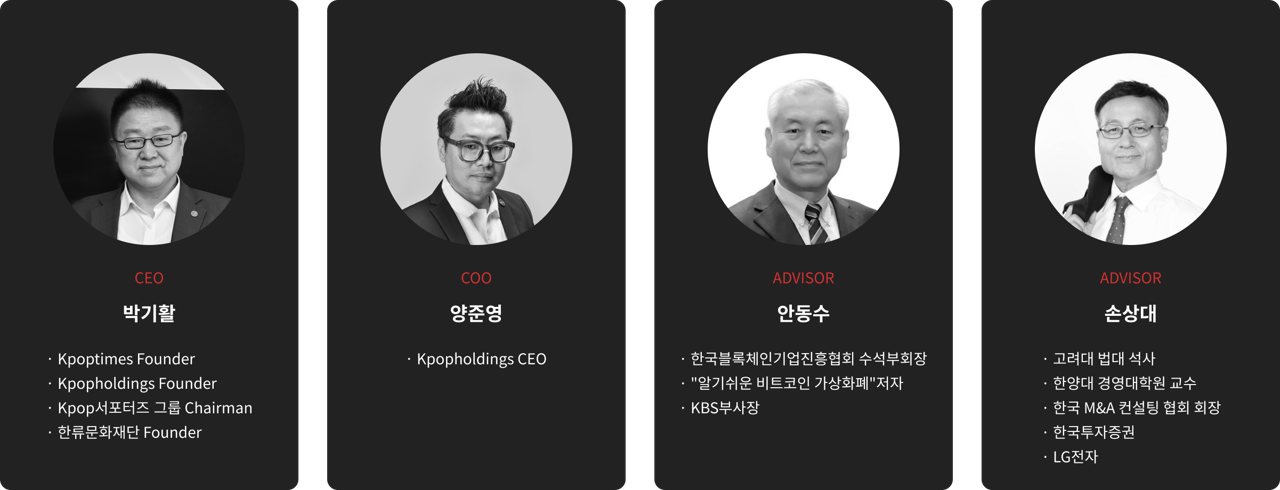 CEO
박기활
· Kpoptimes Founder
· Kpopholdings Founder
· Kpop서포터즈 그룹 Chairman
· 한류문화재단 Founder
COO
양준영
· Kpopholdings CEO
ADVISOR
안동수
· 한국블록체인기업진흥협회 수석부회장
· "알기쉬운 비트코인 가상화폐"저자
· KBS부사장
ADVISOR
손상대
· 고려대 법대 석사
· 한양대 경영대학원 교수
· 한국 M&A 컨설팅 협회 회장
· 한국투자증권
· LG전자